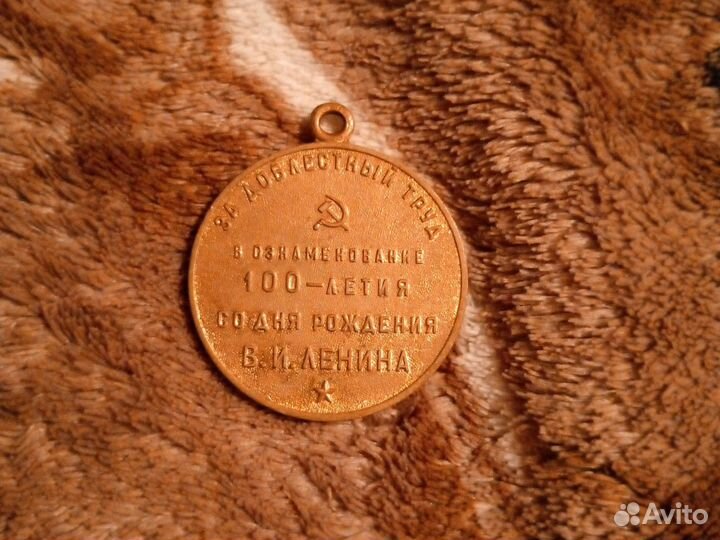 ЗА ДОБЛЕСТНЫЙ ТРУД
В ОЗНАМЕНОВАНИЕ
100-ЛЕТИЯ
СО ДНЯ РОЖДЕНИЯ
В.И. ЛЕНИНА
Avito